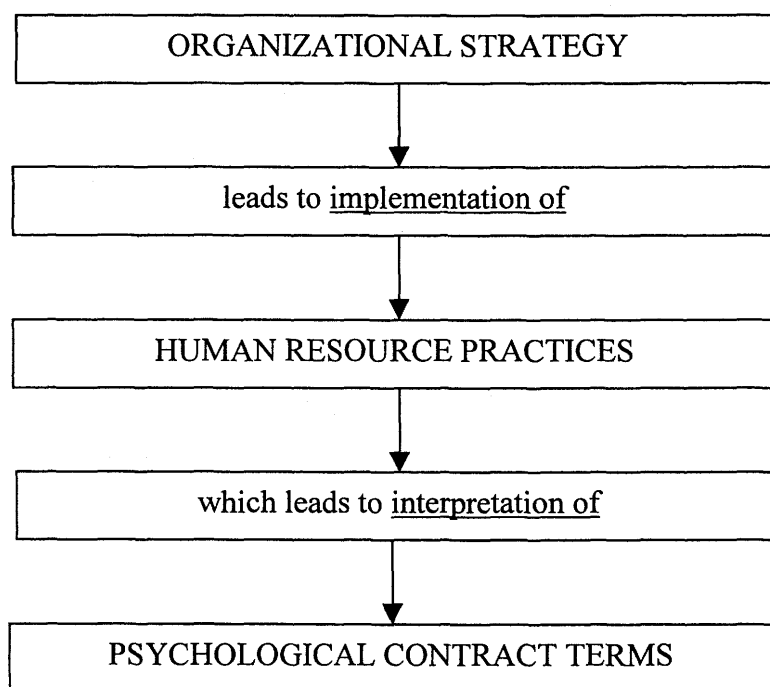 ORGANIZATIONAL STRATEGY
leads to implementation of
HUMAN RESOURCE PRACTICES
which leads to interpretation of
PSYCHOLOGICAL CONTRACT TERMS